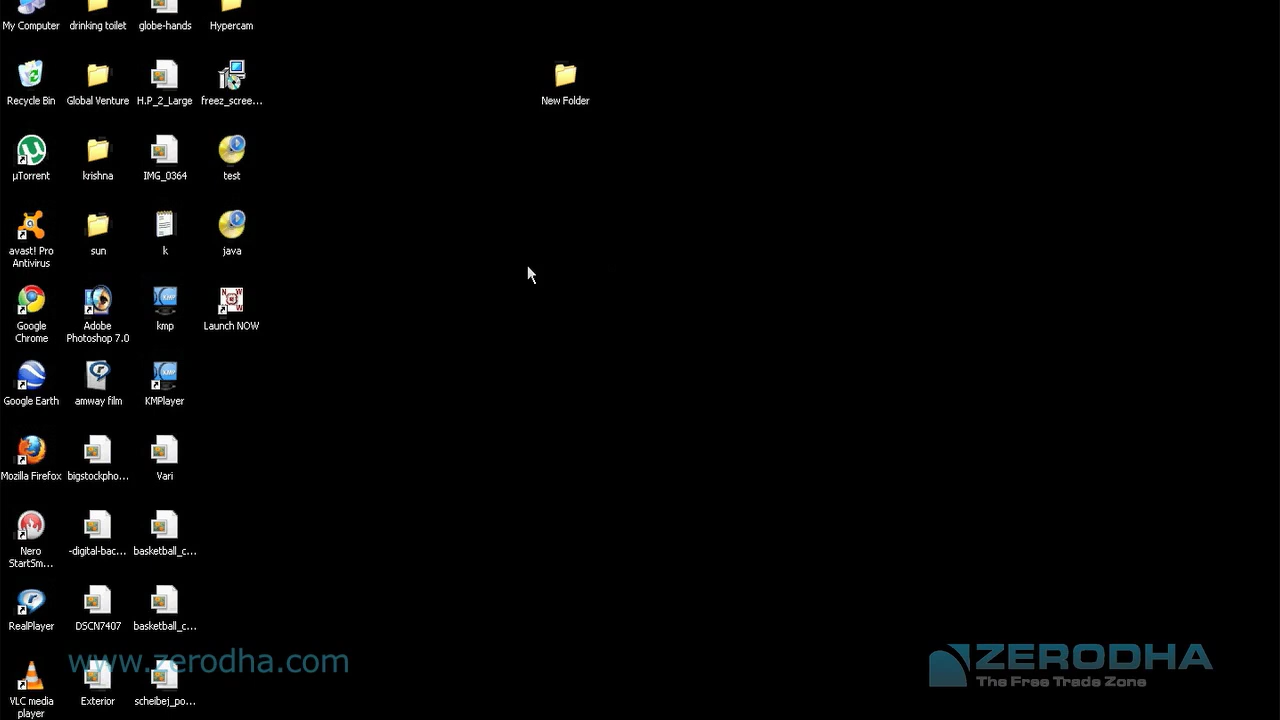 My Computer
drinking toilet
globe-hands
Hypercam
Recycle Bin
Global Venture
H.P_2_Large
freez_scree...
New Folder
µTorrent
krishna
IMG_0364
test
avast! Pro
Antivirus
sun
k
java
Google
Chrome
Adobe
Photoshop 7.0
kmp
Launch NOW
Google Earth
amway film
KMPlayer
Mozilla Firefox
bigstockpho...
Vari
Nero
StartSm...
-digital-bac...
basketball_c...
RealPlayer
DSCN7407
basketball_c...
VLC media
player
Exterior
scheibej_po...
www.zerodha.com
ZERODHA
The Free Trade Zone